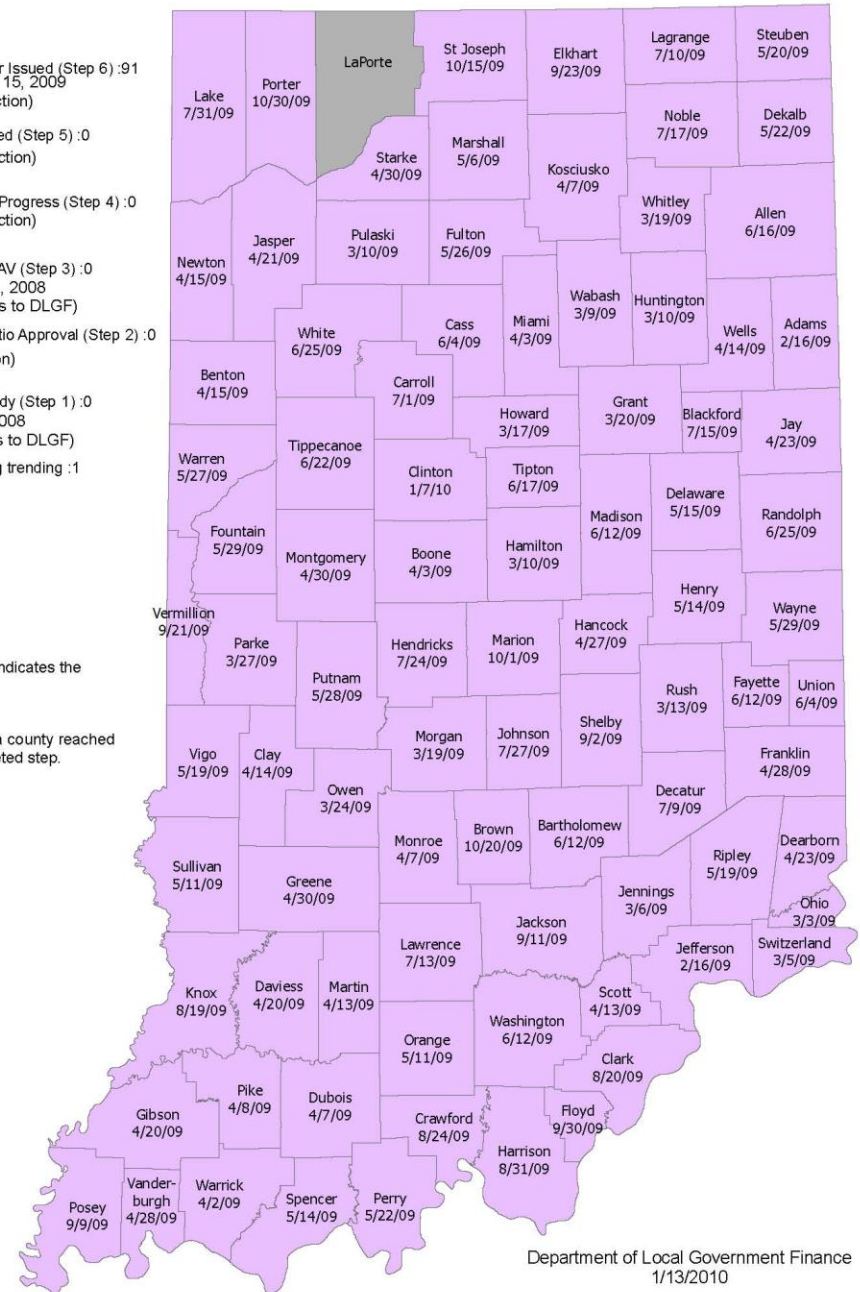 r Issued (Step 6) :91
15, 2009
ction)
ed (Step 5) :0
ction)
Progress (Step 4) :0
ction)
AV (Step 3) :0
, 2008
s to DLGF)
tio Approval (Step 2) :0
on)
dy (Step 1) :0
008
s to DLGF)
g trending :1
ndicates the
a county reached
eted step.
Lake
7/31/09
Porter
10/30/09
LaPorte
St Joseph
10/15/09
Elkhart
9/23/09
Lagrange
7/10/09
Steuben
5/20/09
Noble
7/17/09
Dekalb
5/22/09
Starke
4/30/09
Marshall
5/6/09
Kosciusko
4/7/09
Whitley
3/19/09
Allen
6/16/09
Newton
4/15/09
Jasper
4/21/09
Pulaski
3/10/09
Fulton
5/26/09
White
6/25/09
Cass
6/4/09
Miami
4/3/09
Wabash
3/9/09
Huntington
3/10/09
Wells
4/14/09
Adams
2/16/09
Benton
4/15/09
Carroll
7/1/09
Howard
3/17/09
Grant
3/20/09
Blackford
7/15/09
Jay
4/23/09
Warren
5/27/09
Tippecanoe
6/22/09
Clinton
1/7/10
Tipton
6/17/09
Madison
6/12/09
Delaware
5/15/09
Randolph
6/25/09
Fountain
5/29/09
Montgomery
4/30/09
Boone
4/3/09
Hamilton
3/10/09
Henry
5/14/09
Wayne
5/29/09
Vermillion
9/21/09
Parke
3/27/09
Putnam
5/28/09
Hendricks
7/24/09
Marion
10/1/09
Hancock
4/27/09
Rush
3/13/09
Fayette
6/12/09
Union
6/4/09
Vigo
5/19/09
Clay
4/14/09
Owen
3/24/09
Morgan
3/19/09
Johnson
7/27/09
Shelby
9/2/09
Franklin
4/28/09
Decatur
7/9/09
Sullivan
5/11/09
Greene
4/30/09
Monroe
4/7/09
Brown
10/20/09
Bartholomew
6/12/09
Jennings
3/6/09
Ripley
5/19/09
Dearborn
4/23/09
Ohio
3/3/09
Knox
8/19/09
Daviess
4/20/09
Martin
4/13/09
Lawrence
7/13/09
Jackson
9/11/09
Jefferson
2/16/09
Switzerland
3/5/09
Orange
5/11/09
Washington
6/12/09
Scott
4/13/09
Clark
8/20/09
Gibson
4/20/09
Pike
4/8/09
Dubois
4/7/09
Crawford
8/24/09
Floyd
9/30/09
Harrison
8/31/09
Posey
9/9/09
Vander-
burgh
4/28/09
Warrick
4/2/09
Spencer
5/14/09
Perry
5/22/09
Department of Local Government Finance
1/13/2010